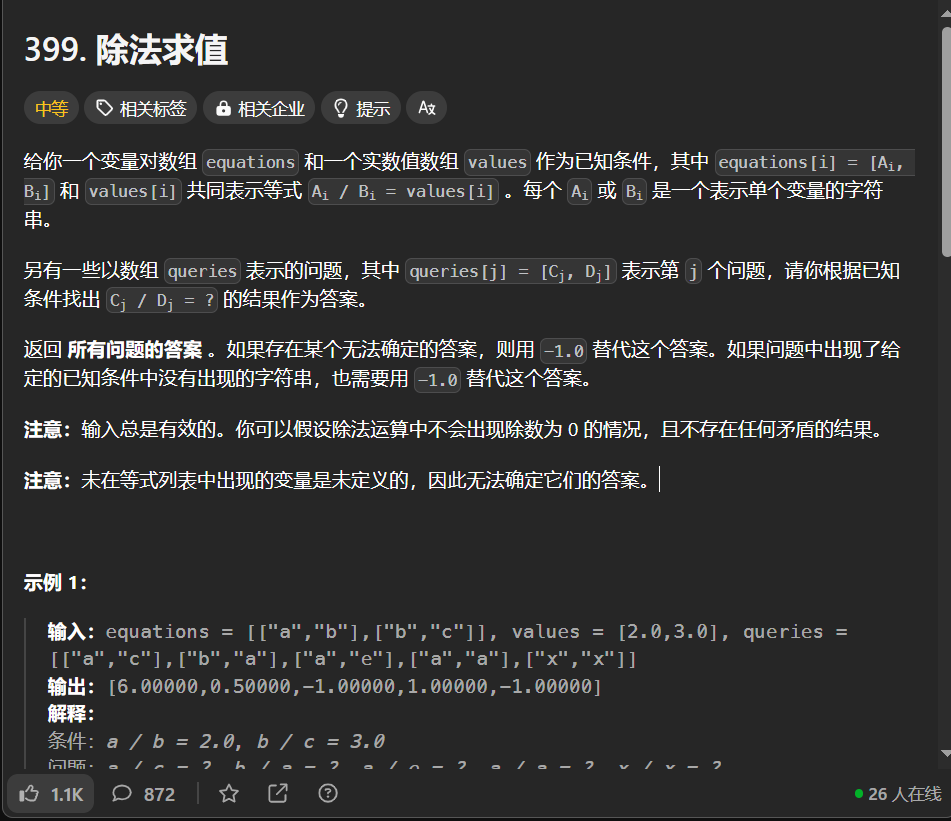 399. 除法求值
中等 相关标签 相关企业 提示
给你一个变量对数组 equations 和一个实数值数组 values 作为已知条件，其中 equations[i] = [Ai,
Bi] 和 values[i] 共同表示等式 Ai / Bi = values[i] 。每个 Ai 或 Bi 是一个表示单个变量的字符
串。
另有一些以数组 queries 表示的问题，其中 queries[j] = [Cj, Dj] 表示第 j 个问题，请你根据已知
条件找出 Cj / Dj = ? 的结果作为答案。
返回 所有问题的答案 。如果存在某个无法确定的答案，则用 -1.0 替代这个答案。如果问题中出现了给
定的已知条件中没有出现的字符串，也需要用 -1.0 替代这个答案。
注意：输入总是有效的。你可以假设除法运算中不会出现除数为 0 的情况，且不存在任何矛盾的结果。
注意：未在等式列表中出现的变量是未定义的，因此无法确定它们的答案。
示例 1：
输入：equations = [["a","b"],["b","c"]], values = [2.0,3.0], queries =
[["a","c"],["b","a"],["a","e"],["a","a"],["x","x"]]
输出：[6.00000,0.50000,-1.00000,1.00000,-1.00000]
解释：
条件：a / b = 2.0, b / c = 3.0
问题：a / c = ?, b / a = ?, a / e = ?, a / a = ?, x / x = ?
1.1K 872 26 人在线